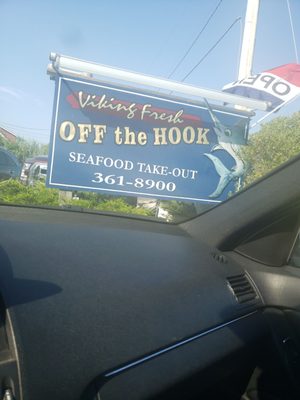 Viking Fresh
OFF the HOOK
SEAFOOD TAKE-OUT
361-8900
OPE